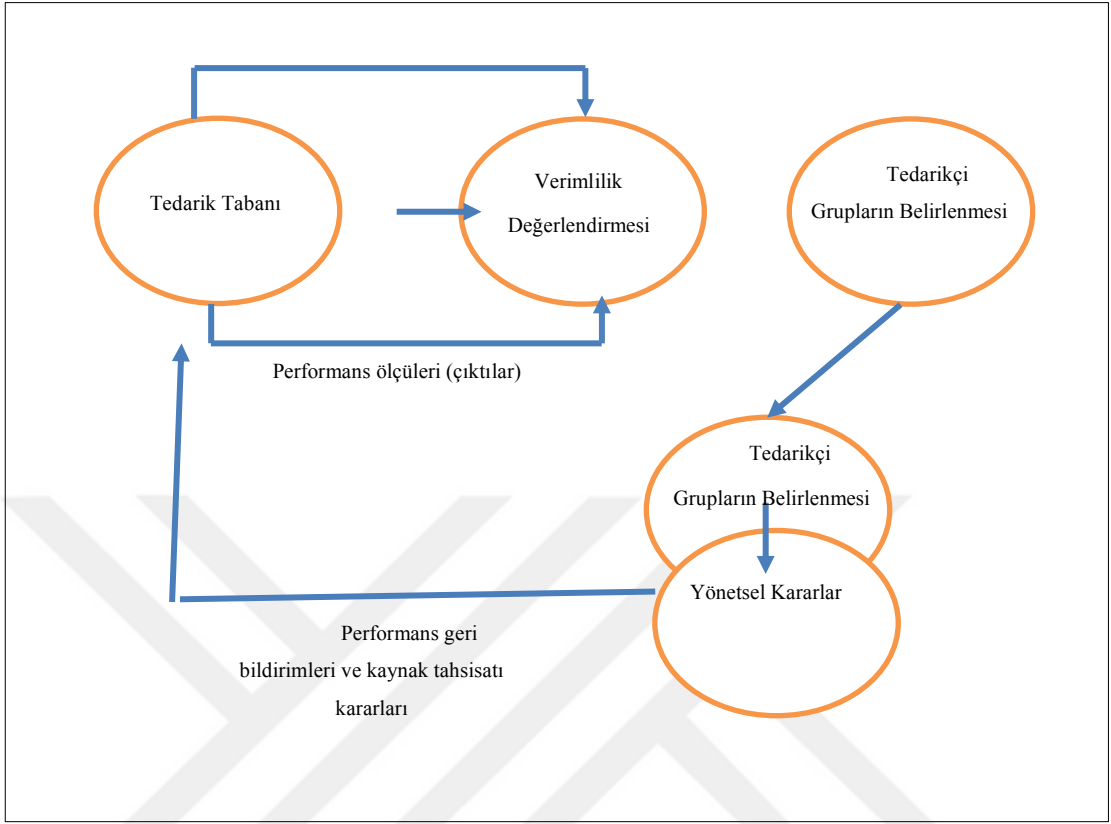 Tedarik Tabanı
Verimlilik
Değerlendirmesi
Tedarikçi
Grupların Belirlenmesi
Performans ölçüleri (çıktılar)
Tedarikçi
Grupların Belirlenmesi
Yönetsel Kararlar
Performans geri
bildirimleri ve kaynak tahsisatı
kararları